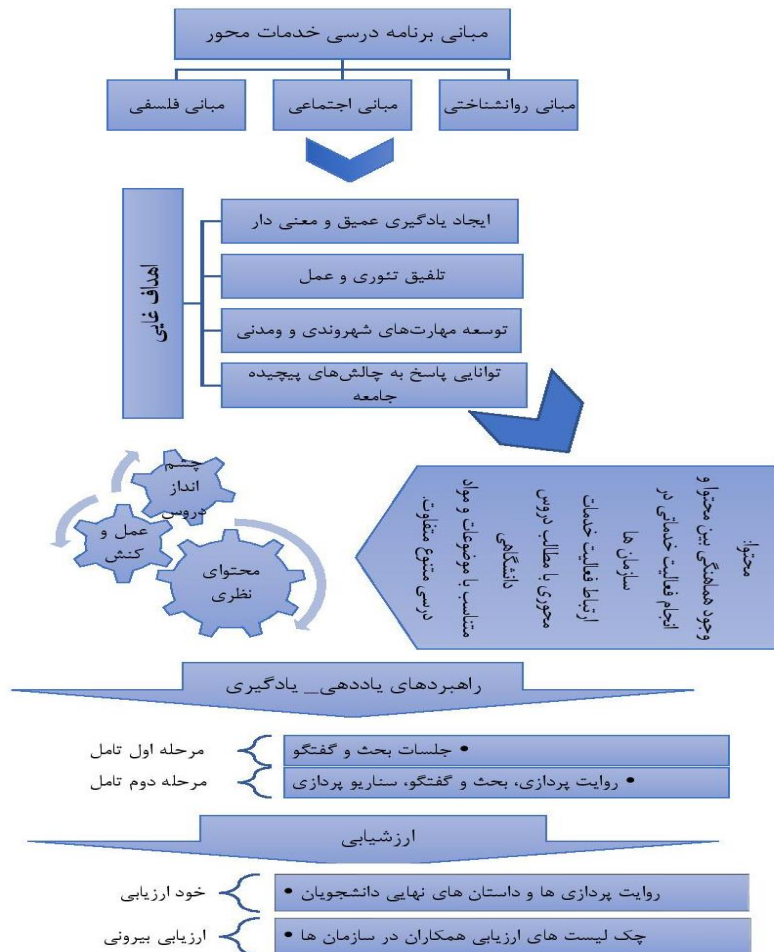 مبانی برنامه درسی خدمات محور
مبانی روانشناختی
مبانی اجتماعی
مبانی فلسفی
اهداف غایی
ایجاد یادگیری عمیق و معنی دار
تلفیق تئوری و عمل
توسعه مهارت‌های شهروندی و ومدنی
توانایی پاسخ به چالش‌های پیچیده
جامعه
محتوا:
وجود هماهنگی بین محتوا و
انجام فعالیت خدماتی در
سازمان ها
ارتباط فعالیت خدمات
محوری با مطالب دروس
دانشگاهی
متناسب با موضوعات و مواد
درسی متنوع متفاوت.
چشم
انداز
دروس
عمل و
کنش
محتوای
نظری
راهبردهای یاددهی_ یادگیری
• جلسات بحث و گفتگو
مرحله اول تامل
• روایت پردازی، بحث و گفتگو، سناریو پردازی
مرحله دوم تامل
ارزشیابی
روایت پردازی ها و داستان های نهایی دانشجویان •
خود ارزیابی
چک لیست های ارزیابی همکاران در سازمان ها •
ارزیابی بیرونی